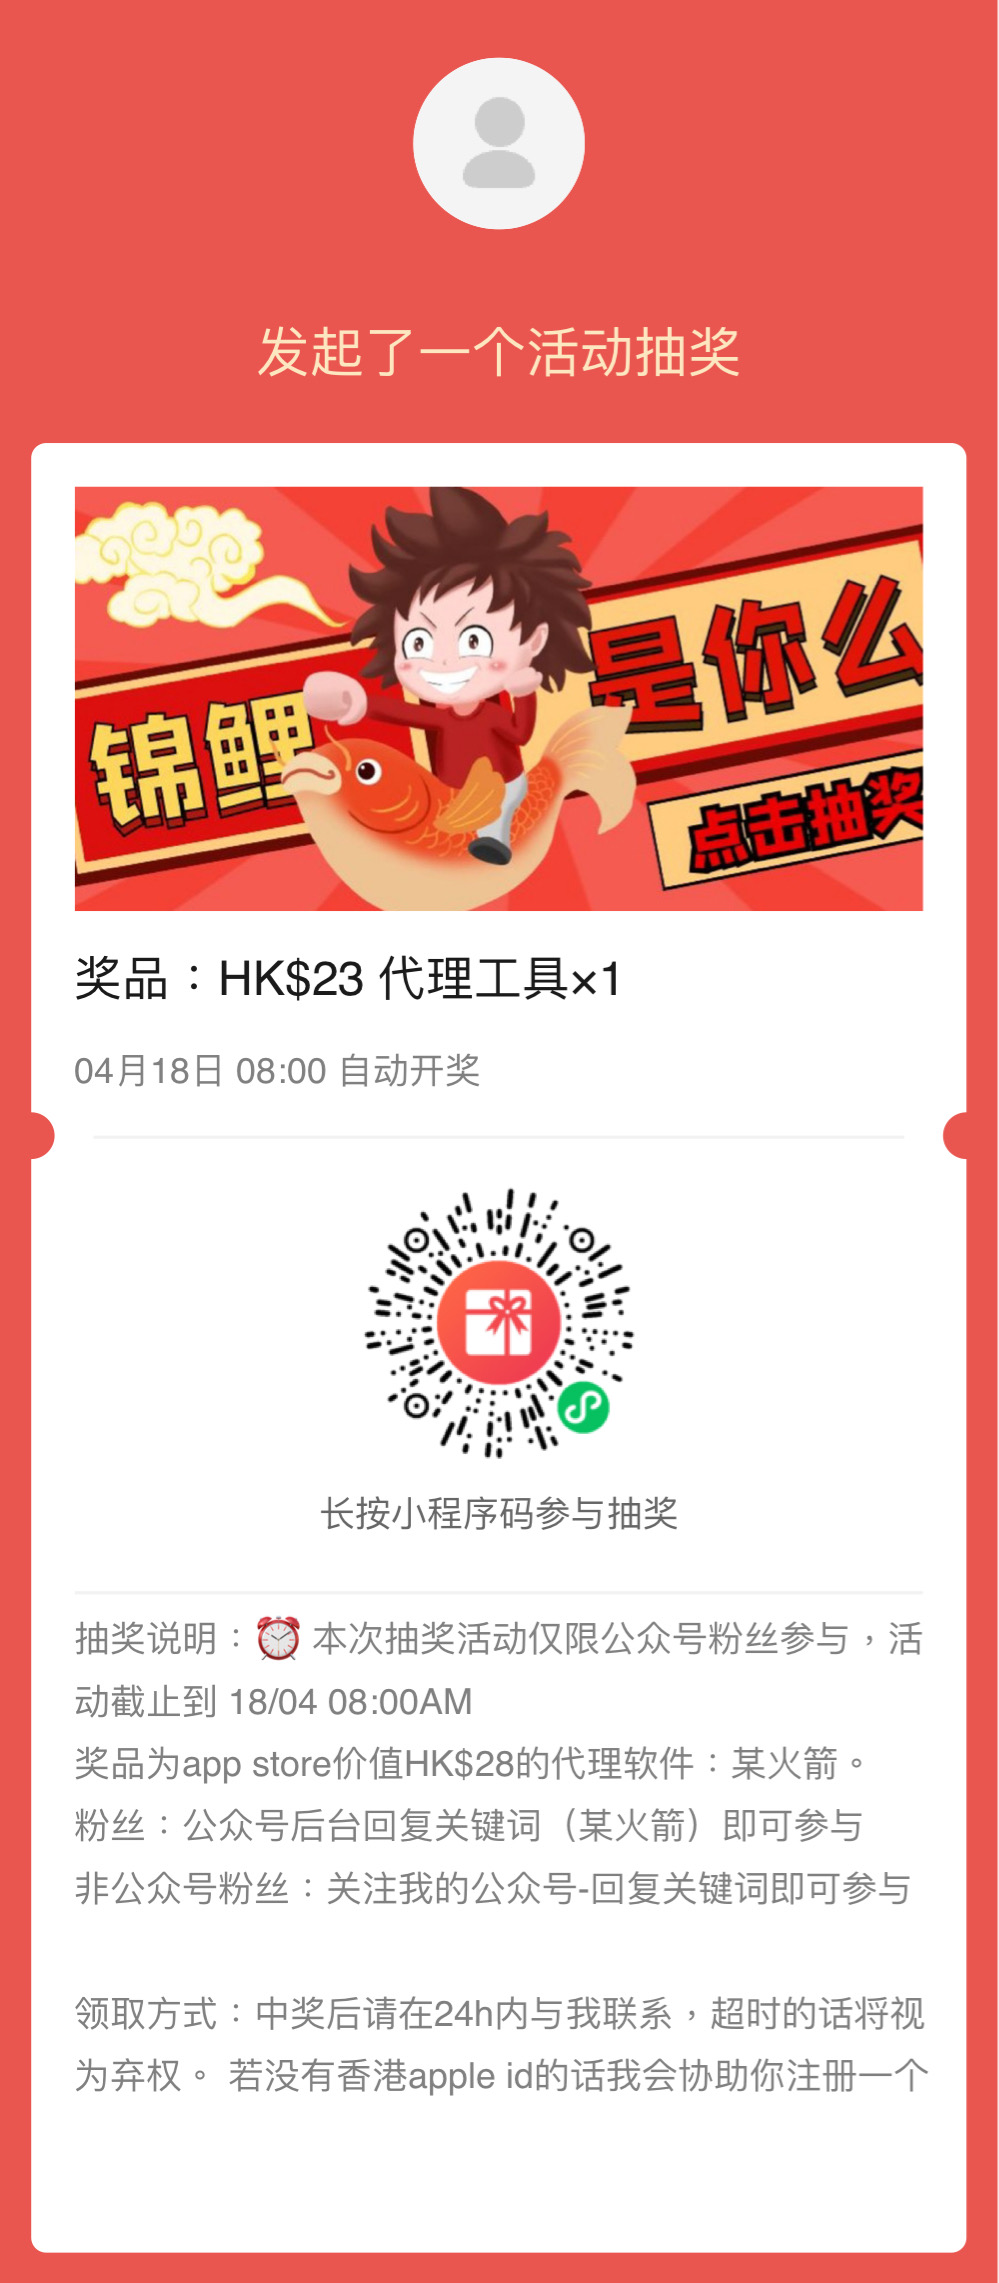 发起了一个活动抽奖
锦鲤
是你么
点击抽奖
奖品：HK$23 代理工具×1
04月18日 08:00 自动开奖
长按小程序码参与抽奖
抽奖说明：⏰ 本次抽奖活动仅限公众号粉丝参与，活
动截止到 18/04 08:00AM
奖品为app store价值HK$28的代理软件：某火箭。
粉丝：公众号后台回复关键词（某火箭）即可参与
非公众号粉丝：关注我的公众号-回复关键词即可参与
领取方式：中奖后请在24h内与我联系，超时的话将视
为弃权。 若没有香港apple id的话我会协助你注册一个